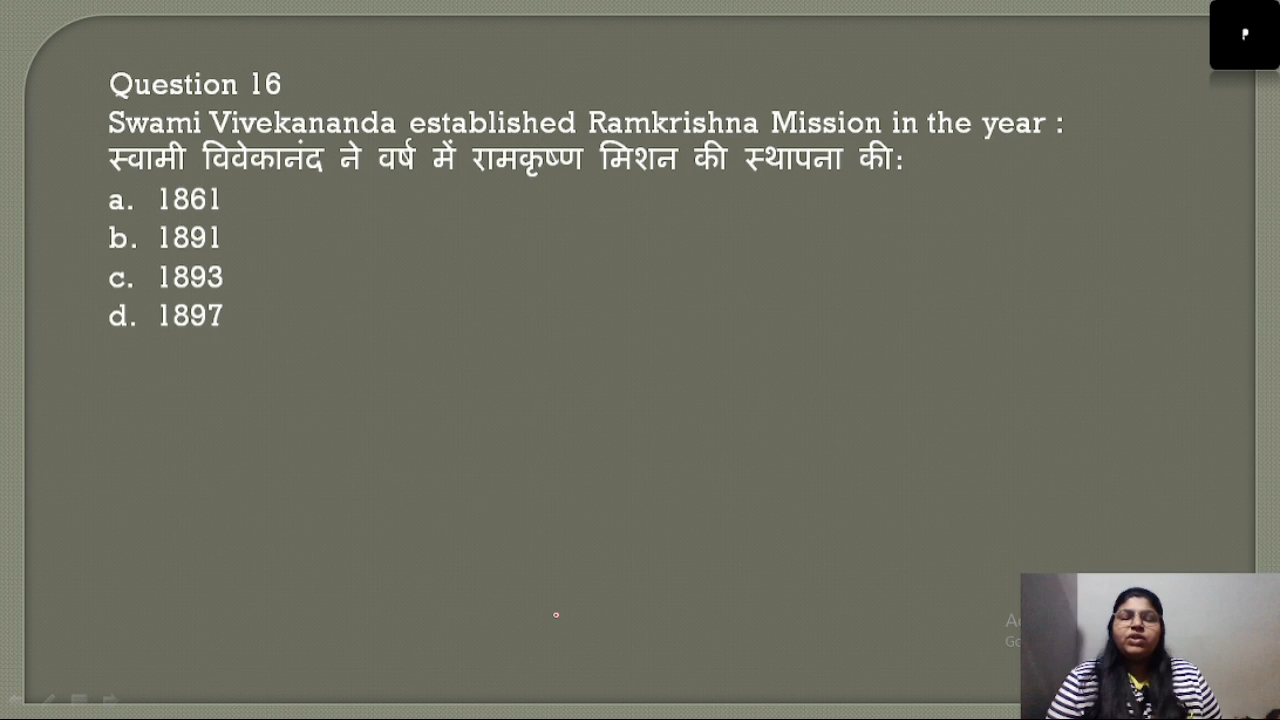 Question 16
Swami Vivekananda established Ramkrishna Mission in the year :
स्वामी विवेकानंद ने वर्ष में रामकृष्ण मिशन की स्थापना की:
a. 1861
b. 1891
c. 1893
d. 1897